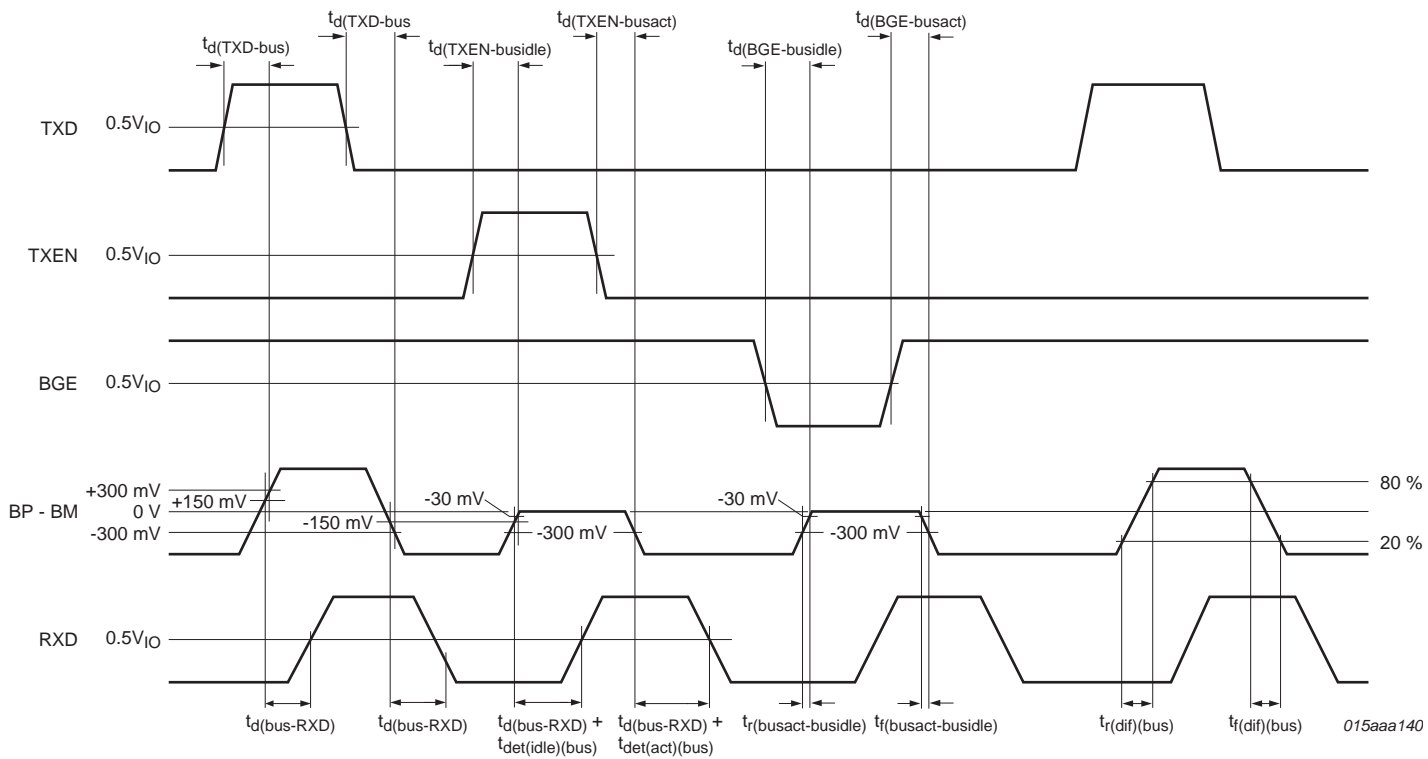 td(TXD-bus
td(TXEN-busact)
td(BGE-busact)
td(TXD-bus)
td(TXEN-busidle)
td(BGE-busidle)
TXD 0.5VIO
TXEN 0.5VIO
BGE 0.5VIO
+300 mV
+150 mV
BP - BM 0 V
-300 mV
-150 mV
-30 mV
-300 mV
-30 mV
-300 mV
80 %
20 %
RXD 0.5VIO
td(bus-RXD)
td(bus-RXD)
td(bus-RXD) +
tdet(idle)(bus)
td(bus-RXD) +
tdet(act)(bus)
tr(busact-busidle)
tf(busact-busidle)
tr(dif)(bus)
tf(dif)(bus)
015aaa140